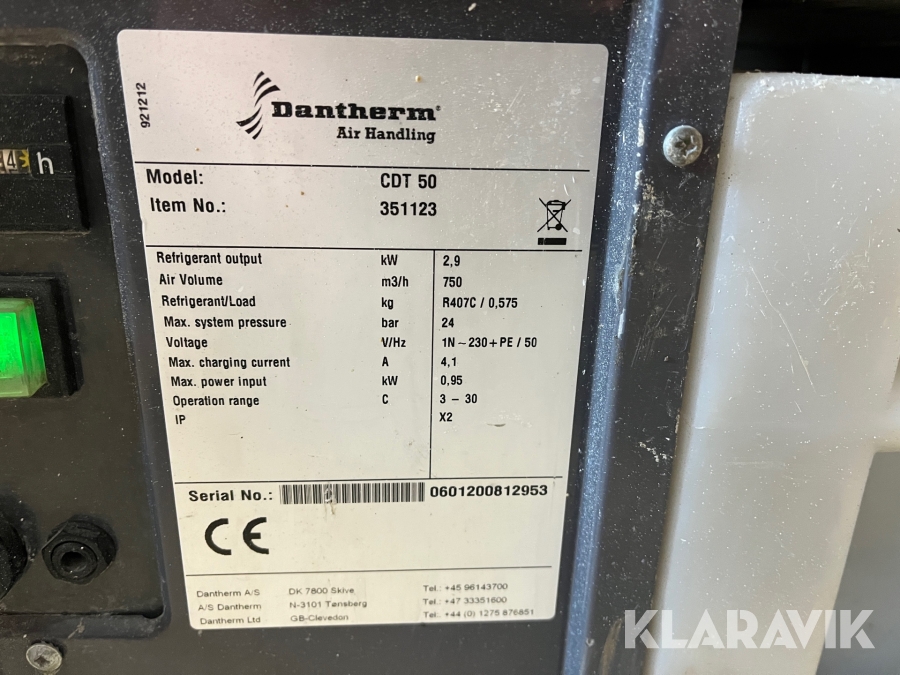 921212
Dantherm®
Air Handling
4 h
Model: CDT 50
Item No.: 351123
Refrigerant output kW 2,9
Air Volume m3/h 750
Refrigerant/Load kg R407C / 0,575
Max. system pressure bar 24
Voltage V/Hz 1N ~ 230 + PE / 50
Max. charging current A 4,1
Max. power input kW 0,95
Operation range C 3 – 30
IP X2
Serial No.: 0601200812953
CE
Dantherm A/S DK 7800 Skive Tel.: +45 96143700
A/S Dantherm N-3101 Tønsberg Tel.: +47 33351600
Dantherm Ltd GB-Clevedon Tel.: +44 (0) 1275 876851
KLARAVIK